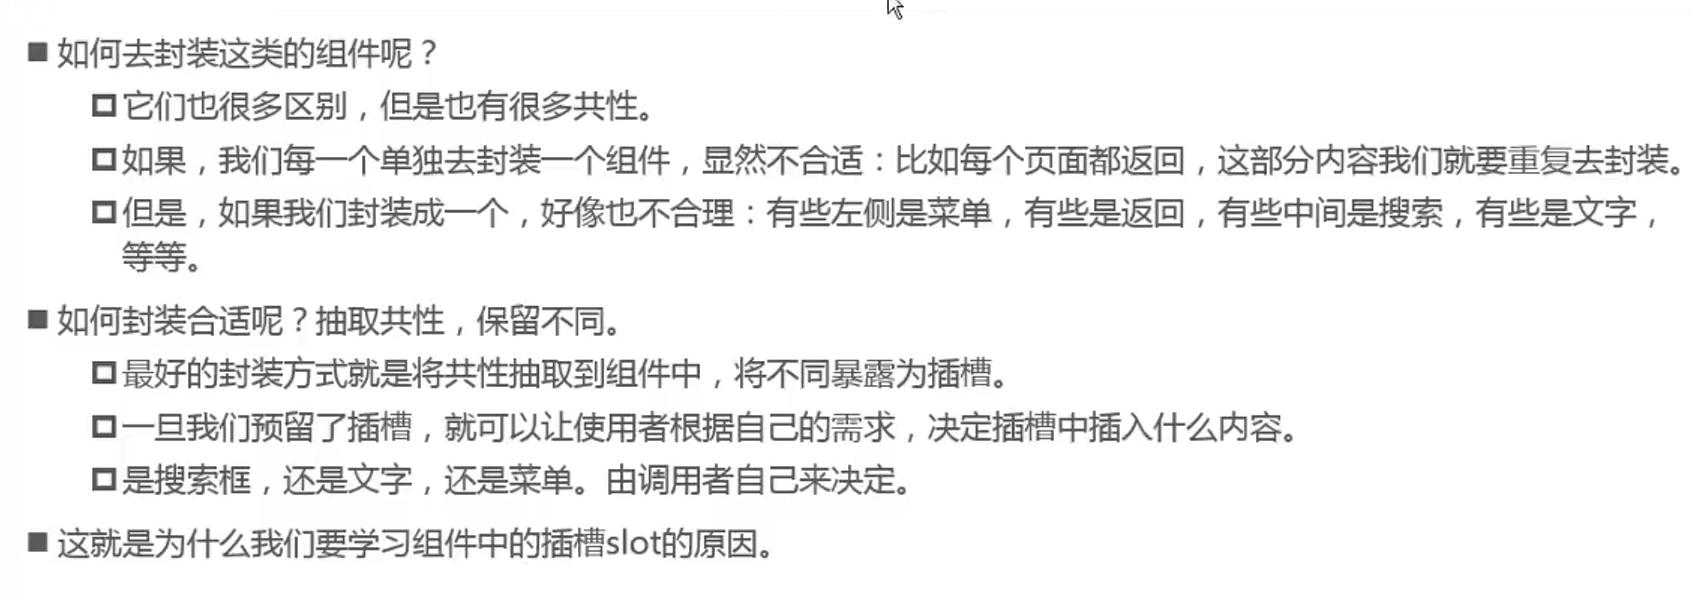 如何去封装这类的组件呢？
它们也很多区别，但是也有很多共性。
如果，我们每一个单独去封装一个组件，显然不合适：比如每个页面都返回，这部分内容我们就要重复去封装。
但是，如果我们封装成一个，好像也不合理：有些左侧是菜单，有些是返回，有些中间是搜索，有些是文字，
等等。
如何封装合适呢？抽取共性，保留不同。
最好的封装方式就是将共性抽取到组件中，将不同暴露为插槽。
一旦我们预留了插槽，就可以让使用者根据自己的需求，决定插槽中插入什么内容。
是搜索框，还是文字，还是菜单。由调用者自己来决定。
这就是为什么我们要学习组件中的插槽slot的原因。